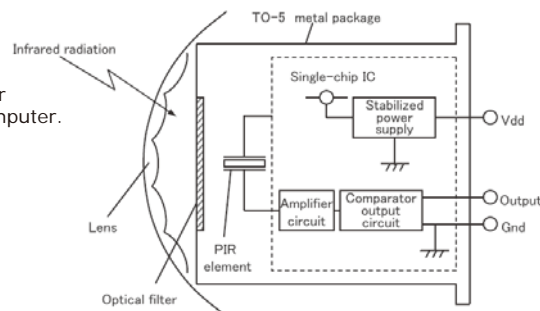 TO-5 metal package
Infrared radiation
Single-chip IC
Stabilized
power
supply
Vdd
nputer.
Amplifier
circuit
Comparator
output
circuit
Output
Gnd
Lens
PIR
element
Optical filter